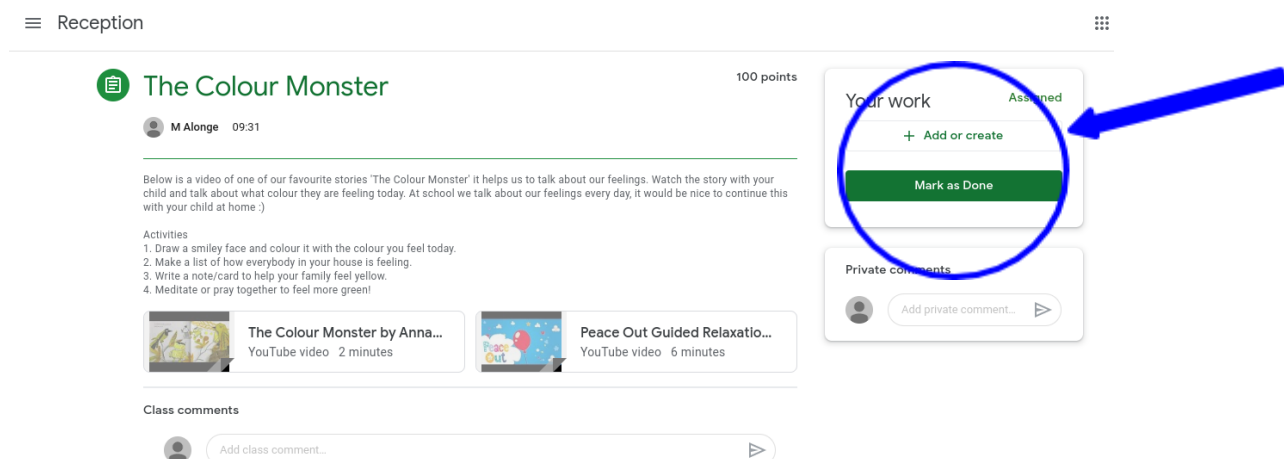 Reception
The Colour Monster
100 points
M Alonge 09:31
Below is a video of one of our favourite stories 'The Colour Monster' it helps us to talk about our feelings. Watch the story with your
child and talk about what colour they are feeling today. At school we talk about our feelings every day, it would be nice to continue this
with your child at home :)
Activities
1. Draw a smiley face and colour it with the colour you feel today.
2. Make a list of how everybody in your house is feeling.
3. Write a note/card to help your family feel yellow.
4. Meditate or pray together to feel more green!
The Colour Monster by Anna...
YouTube video 2 minutes
Peace Out
Peace Out Guided Relaxatio...
YouTube video 6 minutes
Class comments
Add class comment...
Your work
Assigned
+ Add or create
Mark as Done
Private comments
Add private comment...